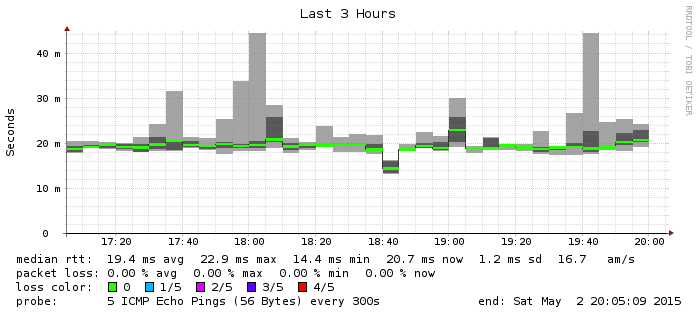 Last 3 Hours
RRDTOOL / TOBI OETIKER
Seconds
40 m
30 m
20 m
10 m
0
17:20 17:40 18:00 18:20 18:40 19:00 19:20 19:40 20:00
median rtt: 19.4 ms avg 22.9 ms max 14.4 ms min 20.7 ms now 1.2 ms sd 16.7 am/s
packet loss: 0.00 % avg 0.00 % max 0.00 % min 0.00 % now
loss color: 0 1/5 2/5 3/5 4/5
probe: 5 ICMP Echo Pings (56 Bytes) every 300s end: Sat May 2 20:05:09 2015